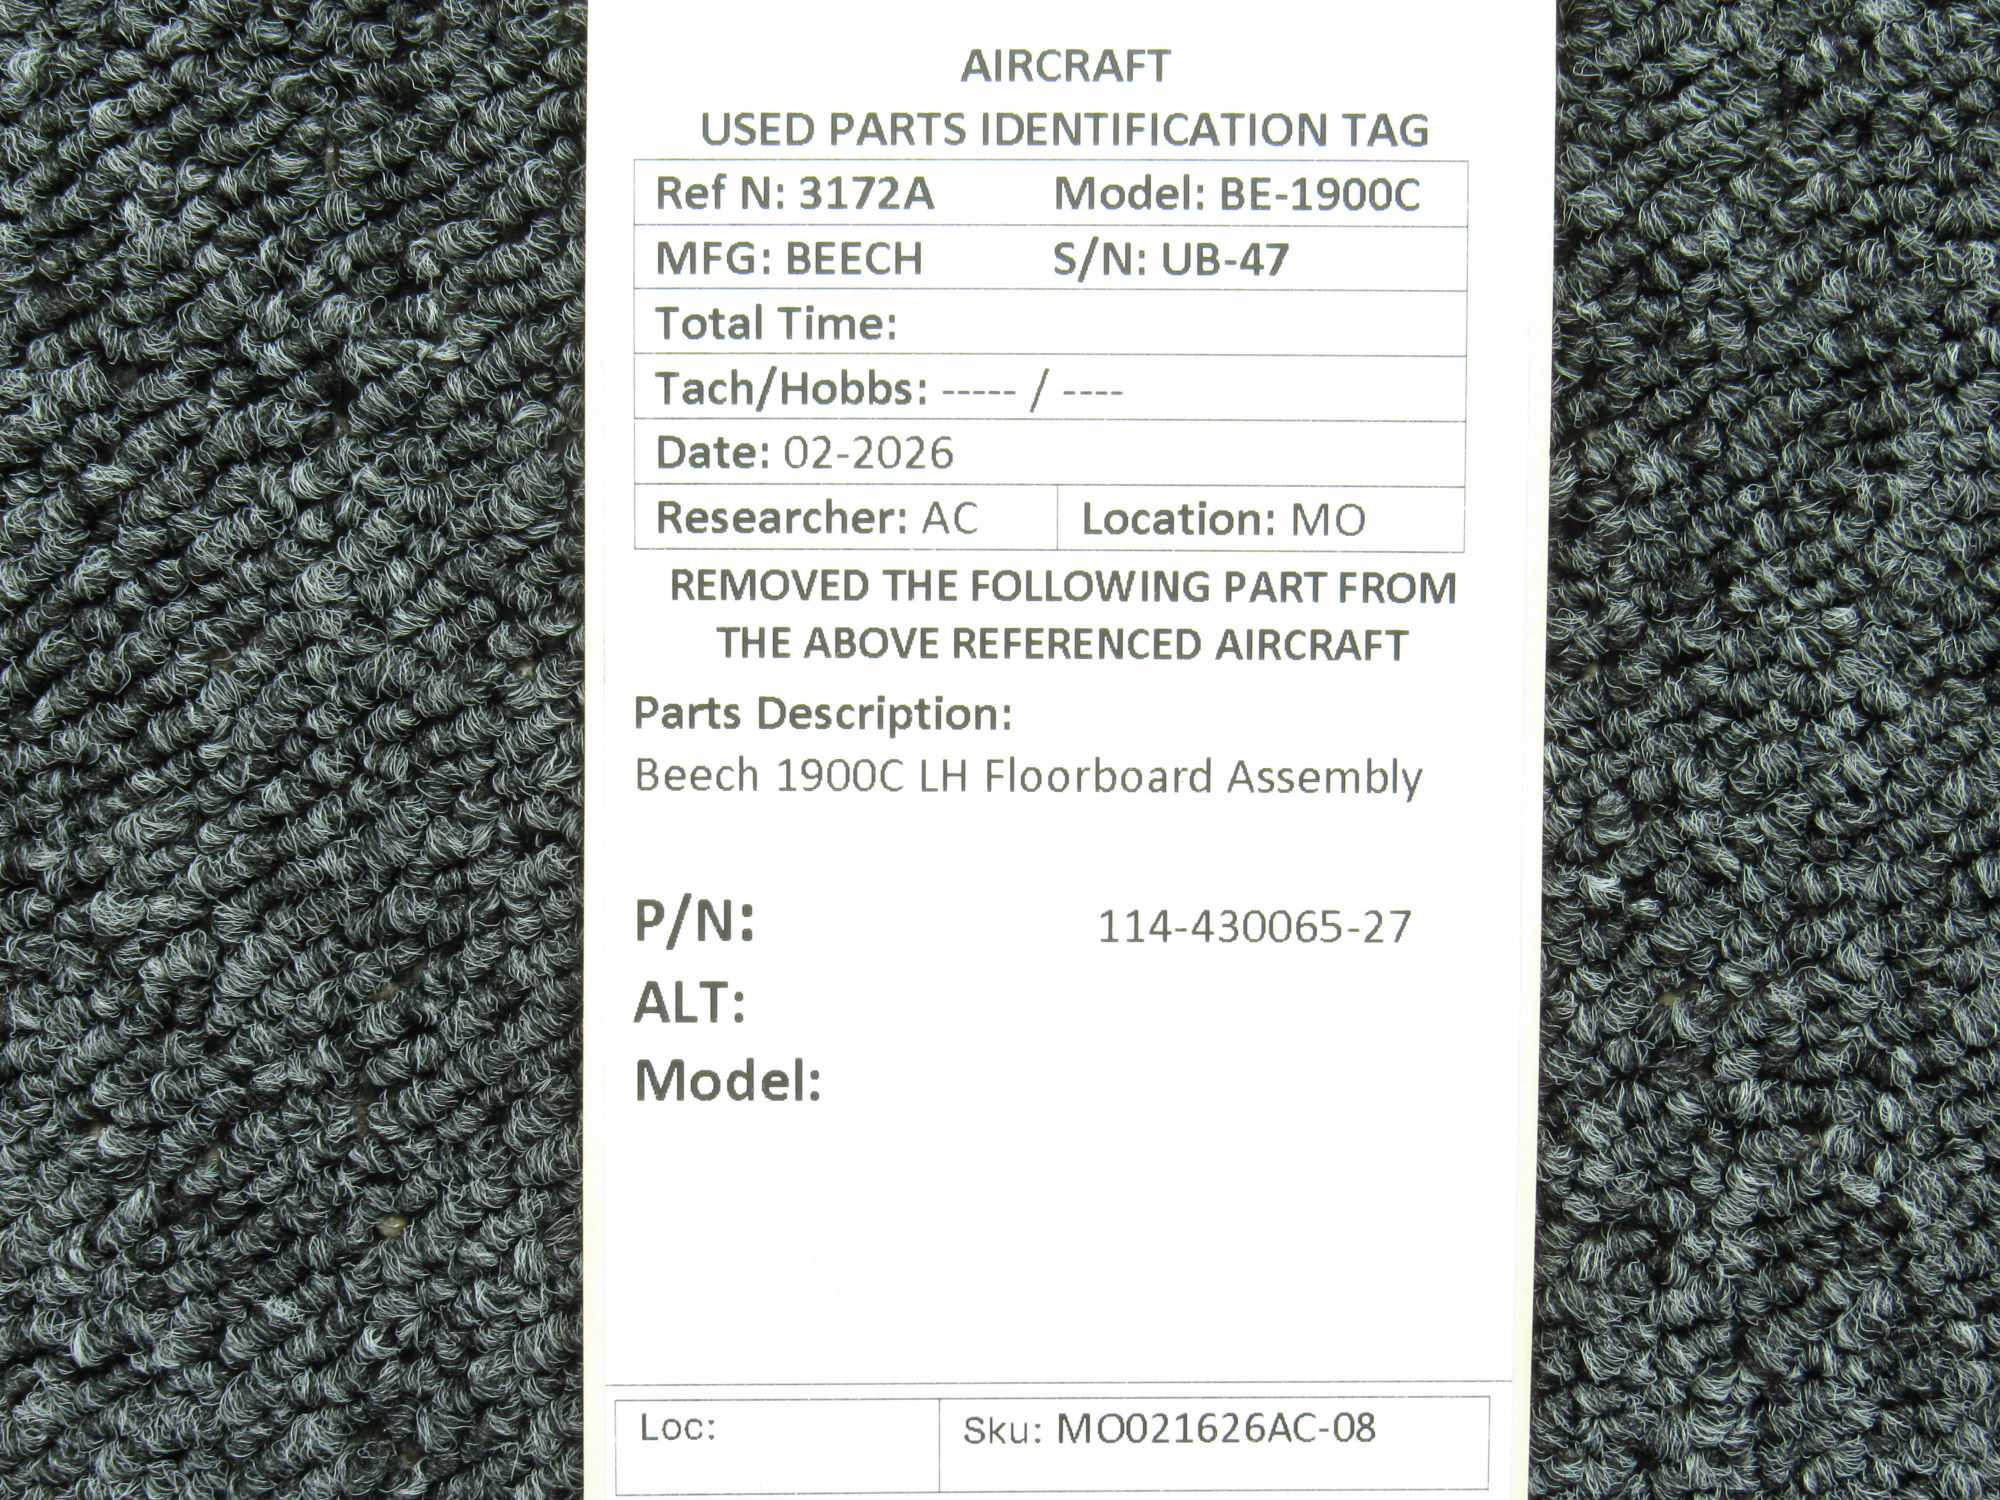 AIRCRAFT
USED PARTS IDENTIFICATION TAG
Ref N: 3172A Model: BE-1900C
MFG: BEECH S/N: UB-47
Total Time:
Tach/Hobbs: ----- / ----
Date: 02-2026
Researcher: AC Location: MO
REMOVED THE FOLLOWING PART FROM
THE ABOVE REFERENCED AIRCRAFT
Parts Description:
Beech 1900C LH Floorboard Assembly
P/N: 114-430065-27
ALT:
Model:
Loc: Sku: MO021626AC-08